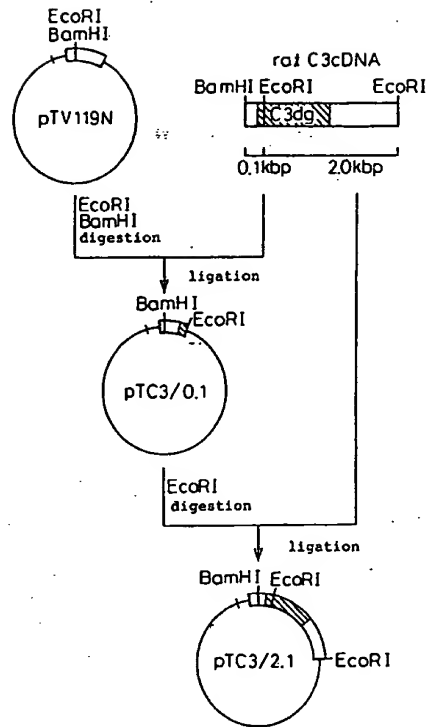 EcoRI
BamHI
pTV119N
rat C3cDNA
BamHI EcoRI EcoRI
C3dg
0.1kbp 2.0kbp
EcoRI
BamHI
digestion
ligation
BamHI
EcoRI
pTC3/0.1
EcoRI
digestion
ligation
BamHI EcoRI
pTC3/2.1
EcoRI